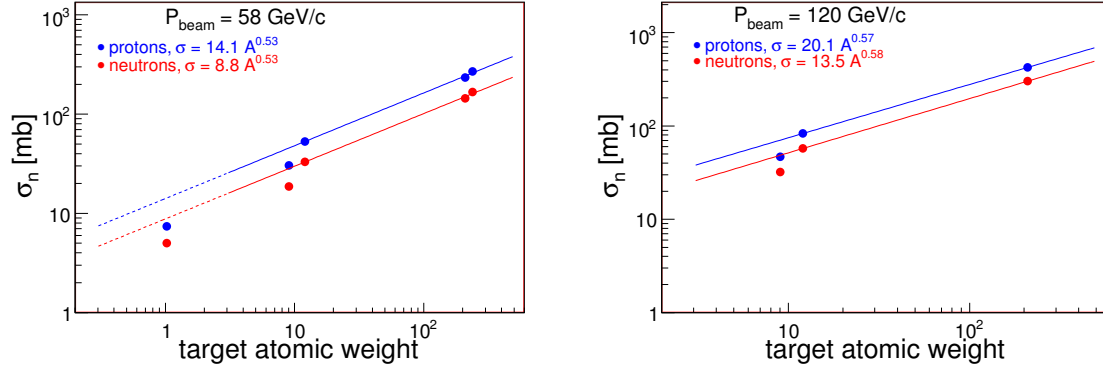 P_beam = 58 GeV/c
protons, σ = 14.1 A^0.53
neutrons, σ = 8.8 A^0.53
10^3
10^2
10
1
σ_n [mb]
1 10 10^2
target atomic weight
P_beam = 120 GeV/c
protons, σ = 20.1 A^0.57
neutrons, σ = 13.5 A^0.58
10^3
10^2
10
1
σ_n [mb]
10 10^2
target atomic weight